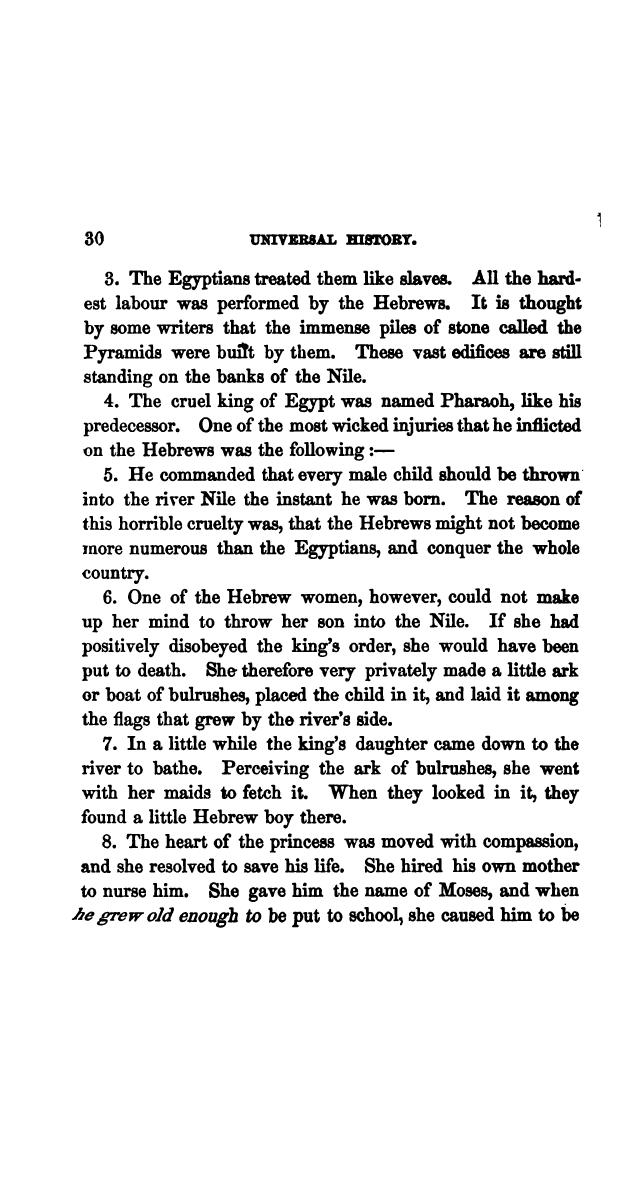 30 UNIVERSAL HISTORY.
3. The Egyptians treated them like slaves. All the hard-
est labour was performed by the Hebrews. It is thought
by some writers that the immense piles of stone called the
Pyramids were built by them. These vast edifices are still
standing on the banks of the Nile.
4. The cruel king of Egypt was named Pharaoh, like his
predecessor. One of the most wicked injuries that he inflicted
on the Hebrews was the following :—
5. He commanded that every male child should be thrown
into the river Nile the instant he was born. The reason of
this horrible cruelty was, that the Hebrews might not become
more numerous than the Egyptians, and conquer the whole
country.
6. One of the Hebrew women, however, could not make
up her mind to throw her son into the Nile. If she had
positively disobeyed the king's order, she would have been
put to death. She therefore very privately made a little ark
or boat of bulrushes, placed the child in it, and laid it among
the flags that grew by the river's side.
7. In a little while the king's daughter came down to the
river to bathe. Perceiving the ark of bulrushes, she went
with her maids to fetch it. When they looked in it, they
found a little Hebrew boy there.
8. The heart of the princess was moved with compassion,
and she resolved to save his life. She hired his own mother
to nurse him. She gave him the name of Moses, and when
he grew old enough to be put to school, she caused him to be